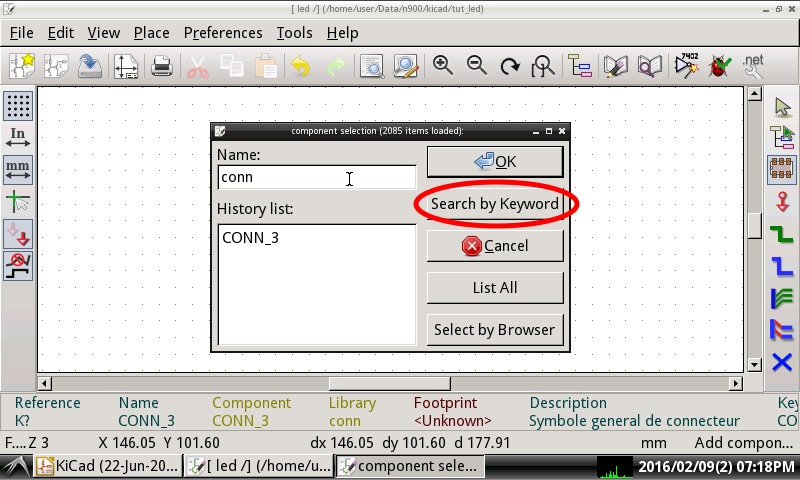 [ led /] (/home/user/Data/n900/kicad/tut_led)
File Edit View Place Preferences Tools Help
7402
.net
In
mm
component selection (2085 items loaded):
Name:
conn
OK
Search by Keyword
History list:
CONN_3
Cancel
List All
Select by Browser
Reference Name Component Library Footprint Description Key
K? CONN_3 CONN_3 conn <Unknown> Symbole general de connecteur CO
F.... Z 3 X 146.05 Y 101.60 dx 146.05 dy 101.60 d 177.91 mm Add compon...
KiCad (22-Jun-20... [ led /] (/home/u... component sele... 2016/02/09(2) 07:18PM